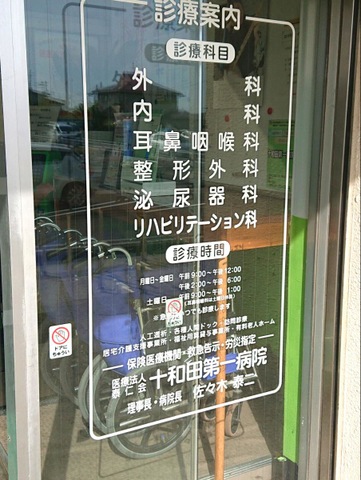 診療案内
診療科目
外科
内科
耳鼻咽喉科
整形外科
泌尿器科
リハビリテーション科
診療時間
月曜日〜金曜日 午前9:00〜午後12:00
午後2:00〜午後6:00
土曜日 午前9:00〜午後1:00
人工透析・各種人間ドック・訪問診療
居宅介護支援事業所・福祉用具貸与事業所・有料老人ホーム
保険医療機関・救急告示・労災指定
医療法人 泰仁会 十和田第一病院
理事長・病院長 佐々木 泰二
ドアに
ちゅうい